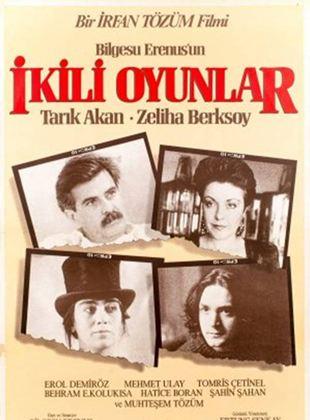 Bir İRFAN TÖZÜM Filmi
Bilgesu Erenus'un
İKİLİ OYUNLAR
Tarık Akan · Zeliha Berksoy
EROL DEMİRÖZ MEHMET ULAY TOMRİS ÇETİNEL
BEHRAM EKOLUKISA HATİCE BORAN ŞAHİN ŞAHAN
ve MUHTEŞEM TÖZÜM